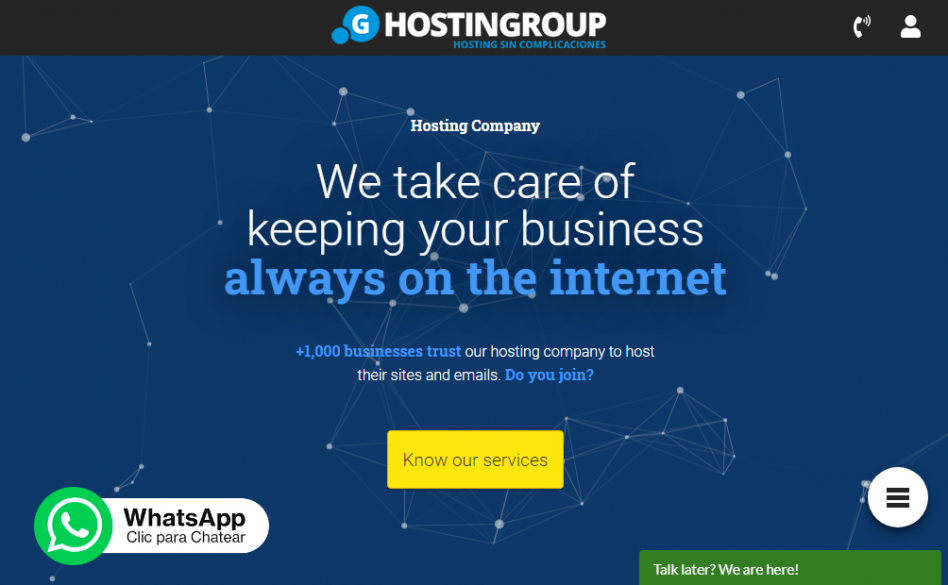 G HOSTINGROUP
HOSTING SIN COMPLICACIONES
Hosting Company
We take care of
keeping your business
always on the internet
+1,000 businesses trust our hosting company to host
their sites and emails. Do you join?
Know our services
WhatsApp
Clic para Chatear
Talk later? We are here!